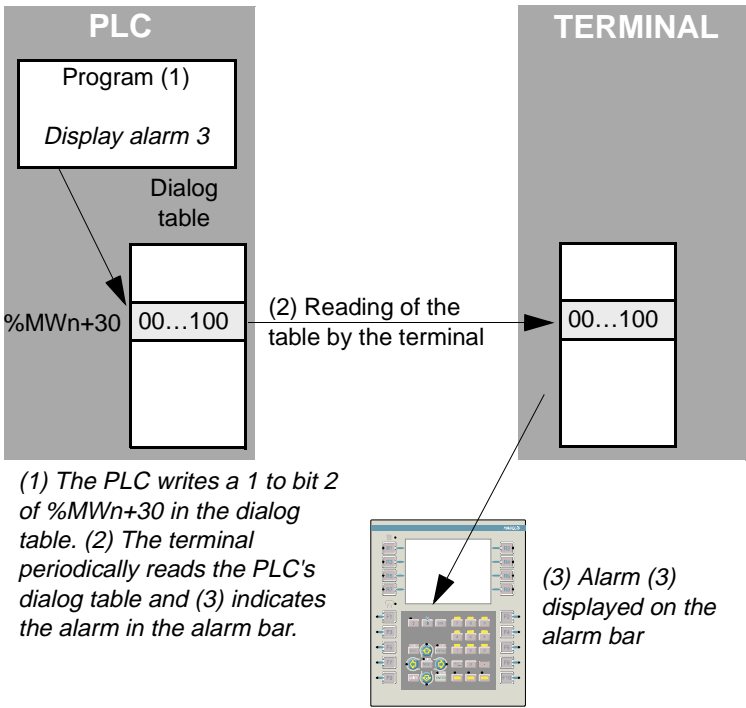 PLC
TERMINAL
Program (1)
Display alarm 3
Dialog
table
%MWn+30
00…100
(2) Reading of the
table by the terminal
00…100
(1) The PLC writes a 1 to bit 2
of %MWn+30 in the dialog
table. (2) The terminal
periodically reads the PLC's
dialog table and (3) indicates
the alarm in the alarm bar.
(3) Alarm (3)
displayed on the
alarm bar